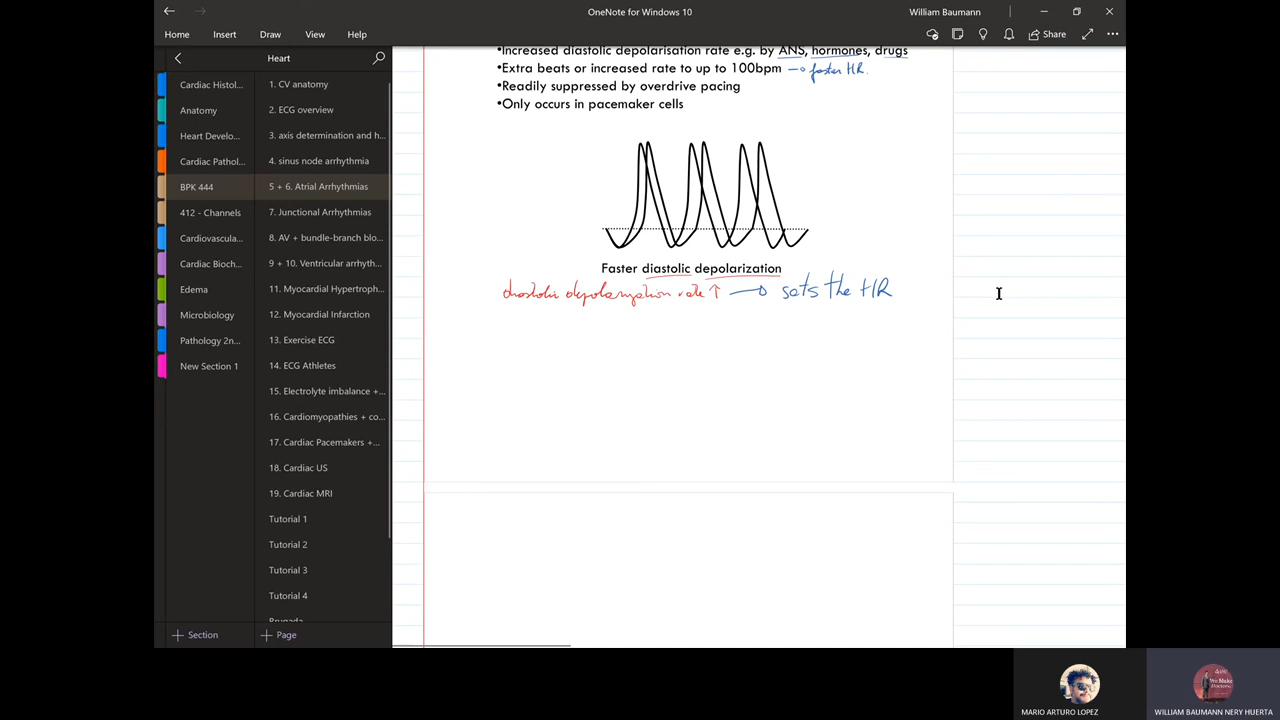 OneNote for Windows 10
William Baumann
Home Insert Draw View Help
Share
Heart
Cardiac Histol...
Anatomy
Heart Develo...
Cardiac Pathol...
BPK 444
412 - Channels
Cardiovascula...
Cardiac Bioch...
Edema
Microbiology
Pathology 2n...
New Section 1
1. CV anatomy
2. ECG overview
3. axis determination and h...
4. sinus node arrhythmia
5 + 6. Atrial Arrhythmias
7. Junctional Arrhythmias
8. AV + bundle-branch blo...
9 + 10. Ventricular arryth...
11. Myocardial Hypertroph...
12. Myocardial Infarction
13. Exercise ECG
14. ECG Athletes
15. Electrolyte imbalance +...
16. Cardiomyopathies + co...
17. Cardiac Pacemakers +...
18. Cardiac US
19. Cardiac MRI
Tutorial 1
Tutorial 2
Tutorial 3
Tutorial 4
Brugada
+ Section
+ Page
•Increased diastolic depolarisation rate e.g. by ANS, hormones, drugs
•Extra beats or increased rate to up to 100bpm → faster HR.
•Readily suppressed by overdrive pacing
•Only occurs in pacemaker cells
Faster diastolic depolarization
diastolic depolarization rate ↑ → sets the HR
MARIO ARTURO LOPEZ
WILLIAM BAUMANN NERY HUERTA